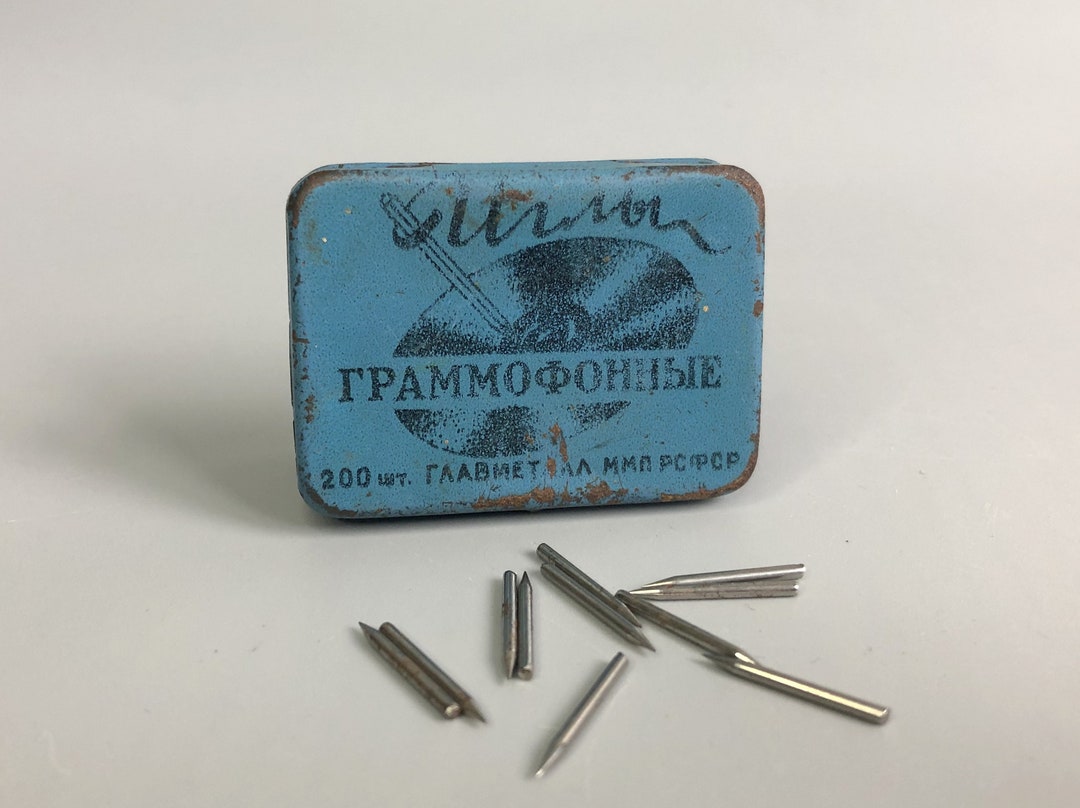 Иглы
ГРАММОФОННЫЕ
200 шт. ГЛАВМЕТАЛЛ ММП РСФСР